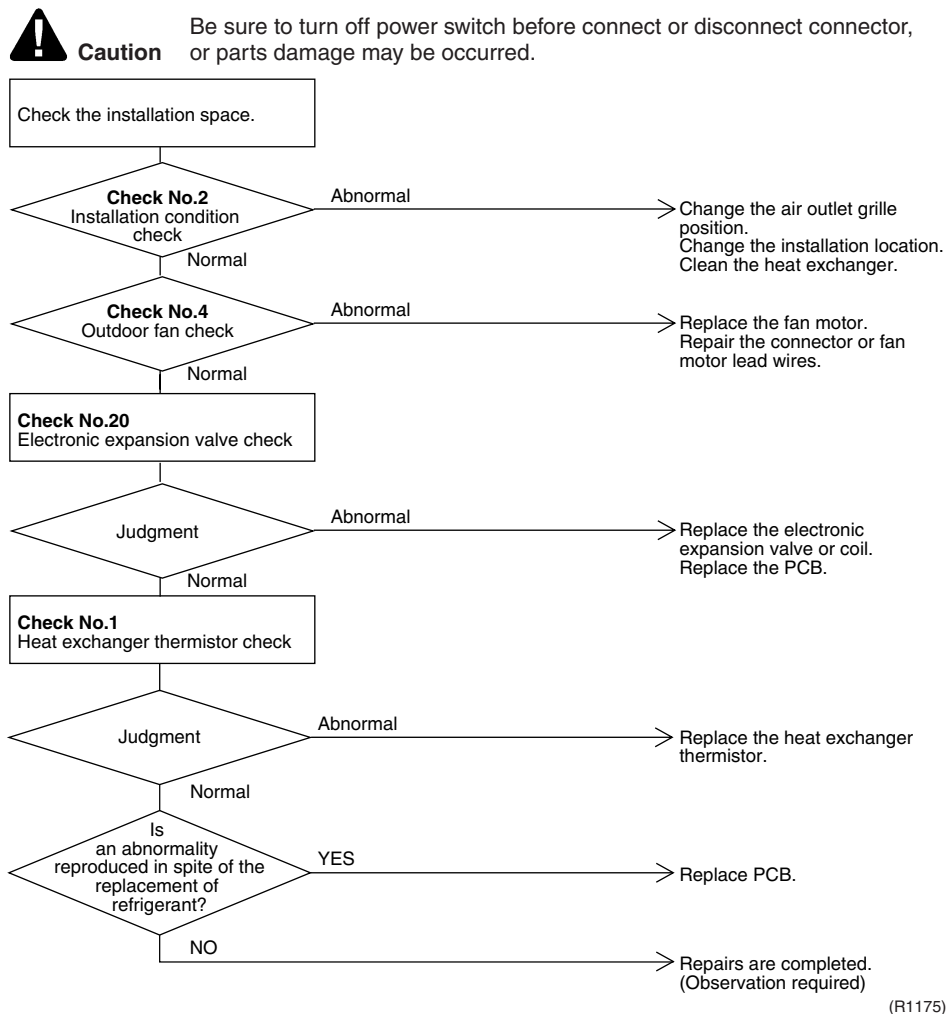 Be sure to turn off power switch before connect or disconnect connector,
Caution or parts damage may be occurred.
Check the installation space.
Check No.2
Installation condition
check
Abnormal
Change the air outlet grille
position.
Change the installation location.
Clean the heat exchanger.
Normal
Check No.4
Outdoor fan check
Abnormal
Replace the fan motor.
Repair the connector or fan
motor lead wires.
Normal
Check No.20
Electronic expansion valve check
Judgment
Abnormal
Replace the electronic
expansion valve or coil.
Replace the PCB.
Normal
Check No.1
Heat exchanger thermistor check
Judgment
Abnormal
Replace the heat exchanger
thermistor.
Normal
Is
an abnormality
reproduced in spite of the
replacement of
refrigerant?
YES
Replace PCB.
NO
Repairs are completed.
(Observation required)
(R1175)